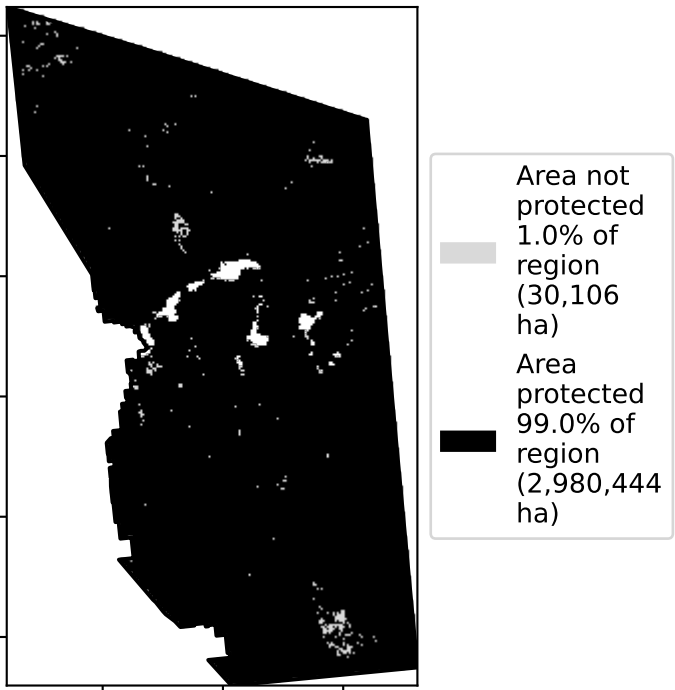 Area not
protected
1.0% of
region
(30,106
ha)
Area
protected
99.0% of
region
(2,980,444
ha)